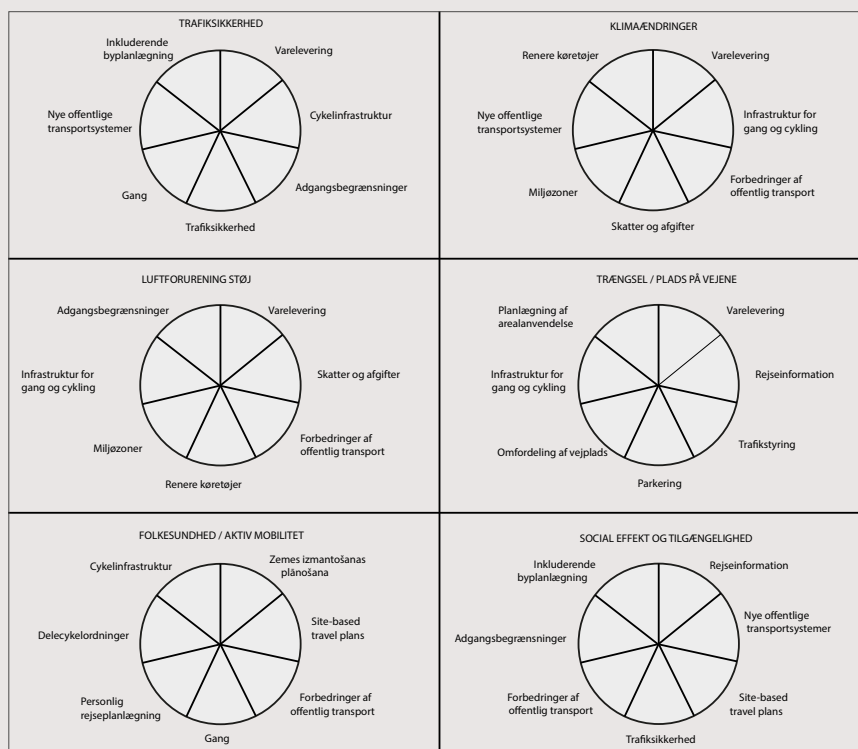 TRAFIKSIKKERHED
Inkluderende
byplanlægning
Varelevering
Nye offentlige
transportsystemer
Cykelinfrastruktur
Gang
Adgangsbegrænsninger
Trafiksikkerhed
KLIMAÆNDRINGER
Renere køretøjer
Varelevering
Nye offentlige
transportsystemer
Infrastruktur for
gang og cykling
Miljøzoner
Forbedringer af
offentlig transport
Skatter og afgifter
LUFTFORURENING STØJ
Adgangsbegrænsninger
Varelevering
Infrastruktur for
gang og cykling
Skatter og afgifter
Miljøzoner
Forbedringer af
offentlig transport
Renere køretøjer
TRÆNGSEL / PLADS PÅ VEJENE
Planlægning af
arealanvendelse
Varelevering
Infrastruktur for
gang og cykling
Rejseinformation
Omfordeling af vejplads
Trafikstyring
Parkering
FOLKESUNDHED / AKTIV MOBILITET
Cykelinfrastruktur
Zemes izmantošanas
plānošana
Delecykelordninger
Site-based
travel plans
Personlig
rejseplanlægning
Forbedringer af
offentlig transport
Gang
SOCIAL EFFEKT OG TILGÆNGELIGHED
Inkluderende
byplanlægning
Rejseinformation
Adgangsbegrænsninger
Nye offentlige
transportsystemer
Forbedringer af
offentlig transport
Site-based
travel plans
Trafiksikkerhed